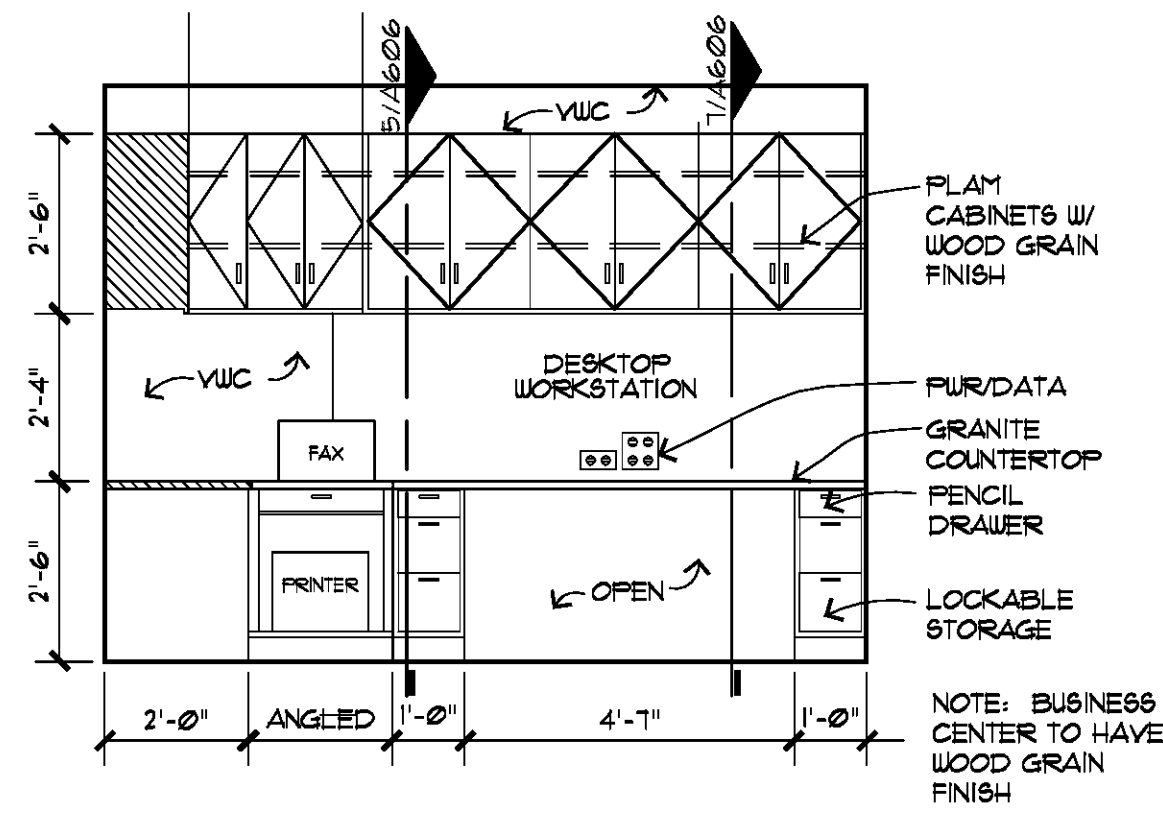 5/A606
7/A606
VWC
2'-6"
PLAM
CABINETS W/
WOOD GRAIN
FINISH
2'-4"
VWC
DESKTOP
WORKSTATION
PWR/DATA
FAX
GRANITE
COUNTERTOP
PENCIL
DRAWER
2'-6"
PRINTER
OPEN
LOCKABLE
STORAGE
2'-0"
ANGLED
1'-0"
4'-7"
1'-0"
NOTE: BUSINESS
CENTER TO HAVE
WOOD GRAIN
FINISH